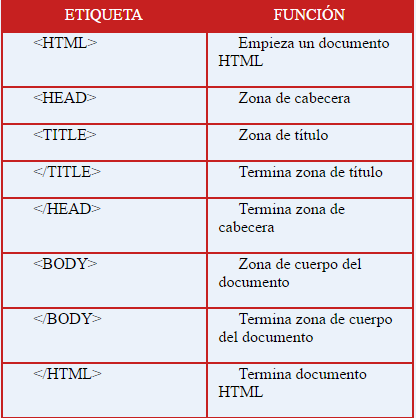 ETIQUETA FUNCIÓN
<HTML> Empieza un documento
HTML
<HEAD> Zona de cabecera
<TITLE> Zona de título
</TITLE> Termina zona de título
</HEAD> Termina zona de
cabecera
<BODY> Zona de cuerpo del
documento
</BODY> Termina zona de cuerpo
del documento
</HTML> Termina documento
HTML